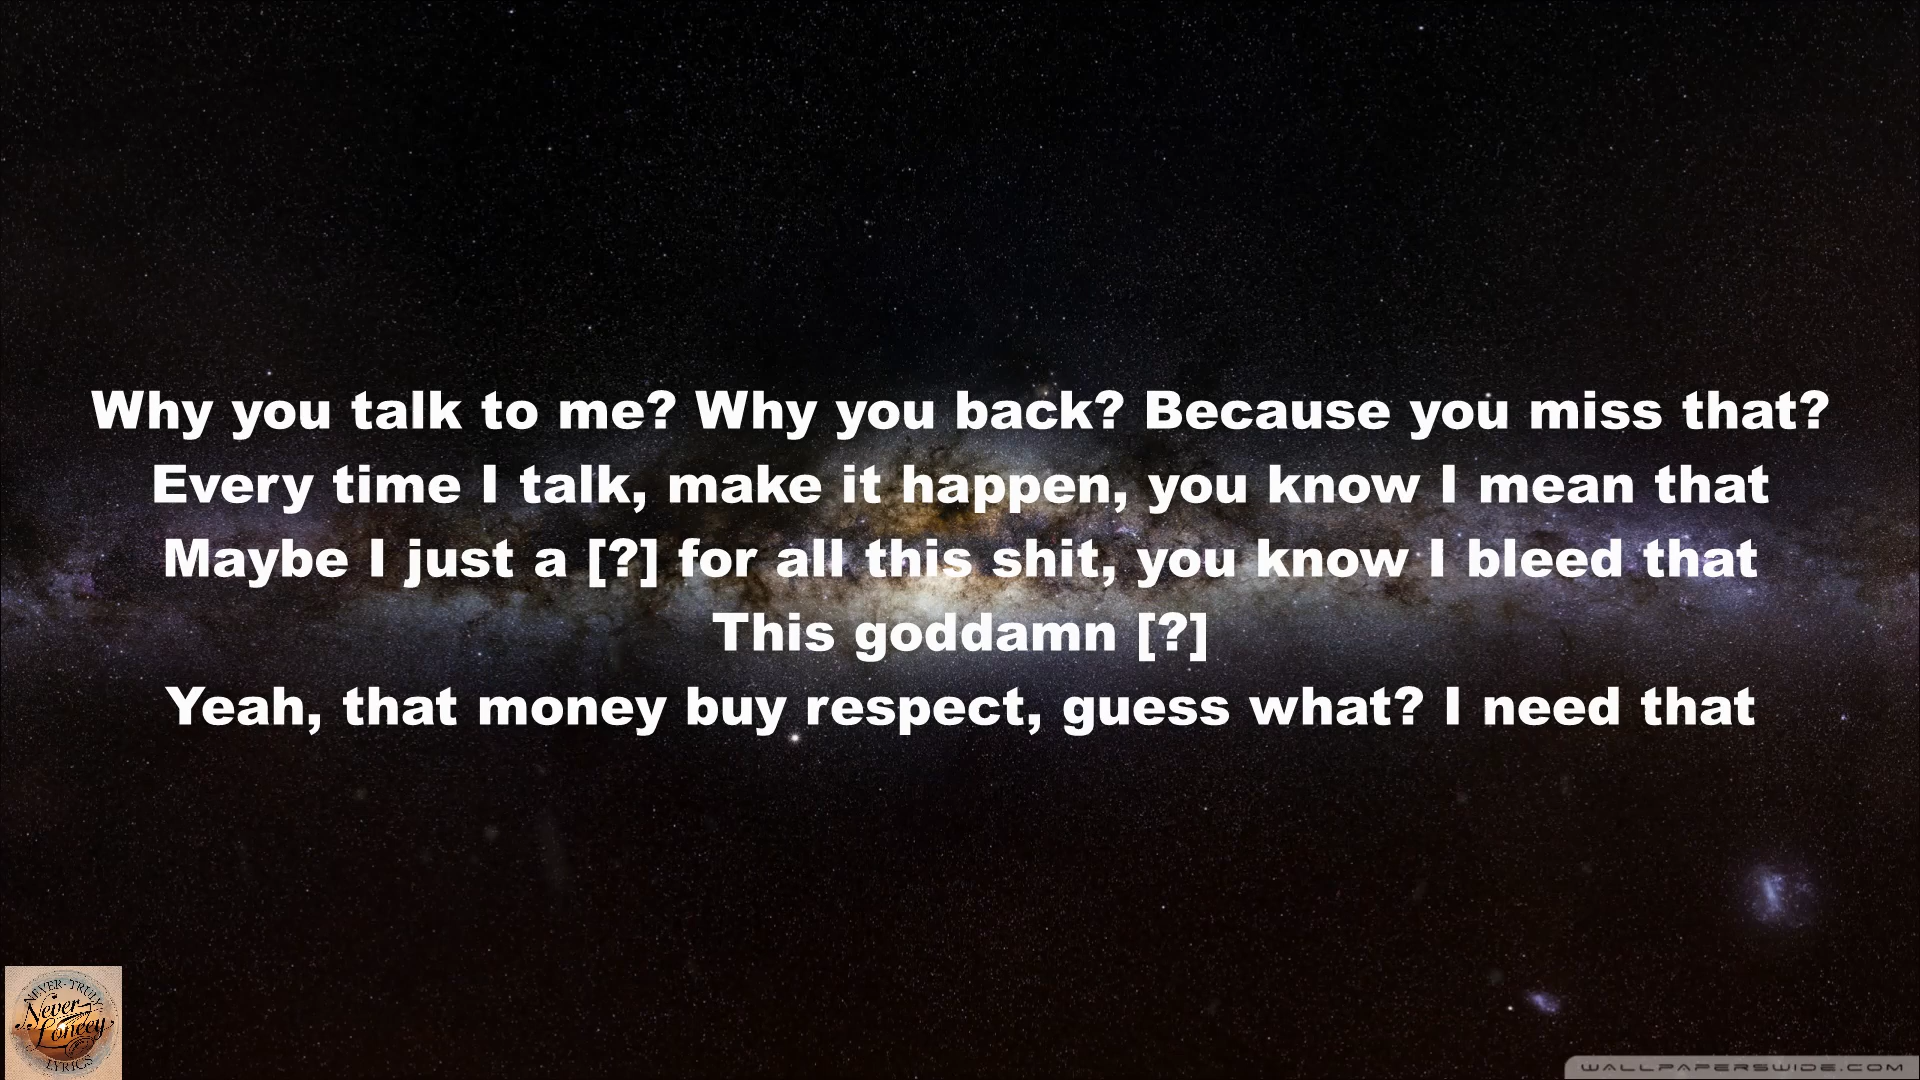 Why you talk to me? Why you back? Because you miss that?
Every time I talk, make it happen, you know I mean that
Maybe I just a [?] for all this shit, you know I bleed that
This goddamn [?]
Yeah, that money buy respect, guess what? I need that
NEVER-TRULY
Never
Loneey
LYRICS
WALLPAPERSWIDE.COM